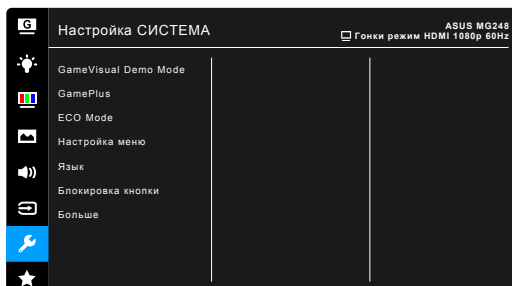 G
Настройка СИСТЕМА
ASUS MG248
Гонки режим HDMI 1080p 60Hz
GameVisual Demo Mode
GamePlus
ECO Mode
Настройка меню
Язык
Блокировка кнопки
Больше